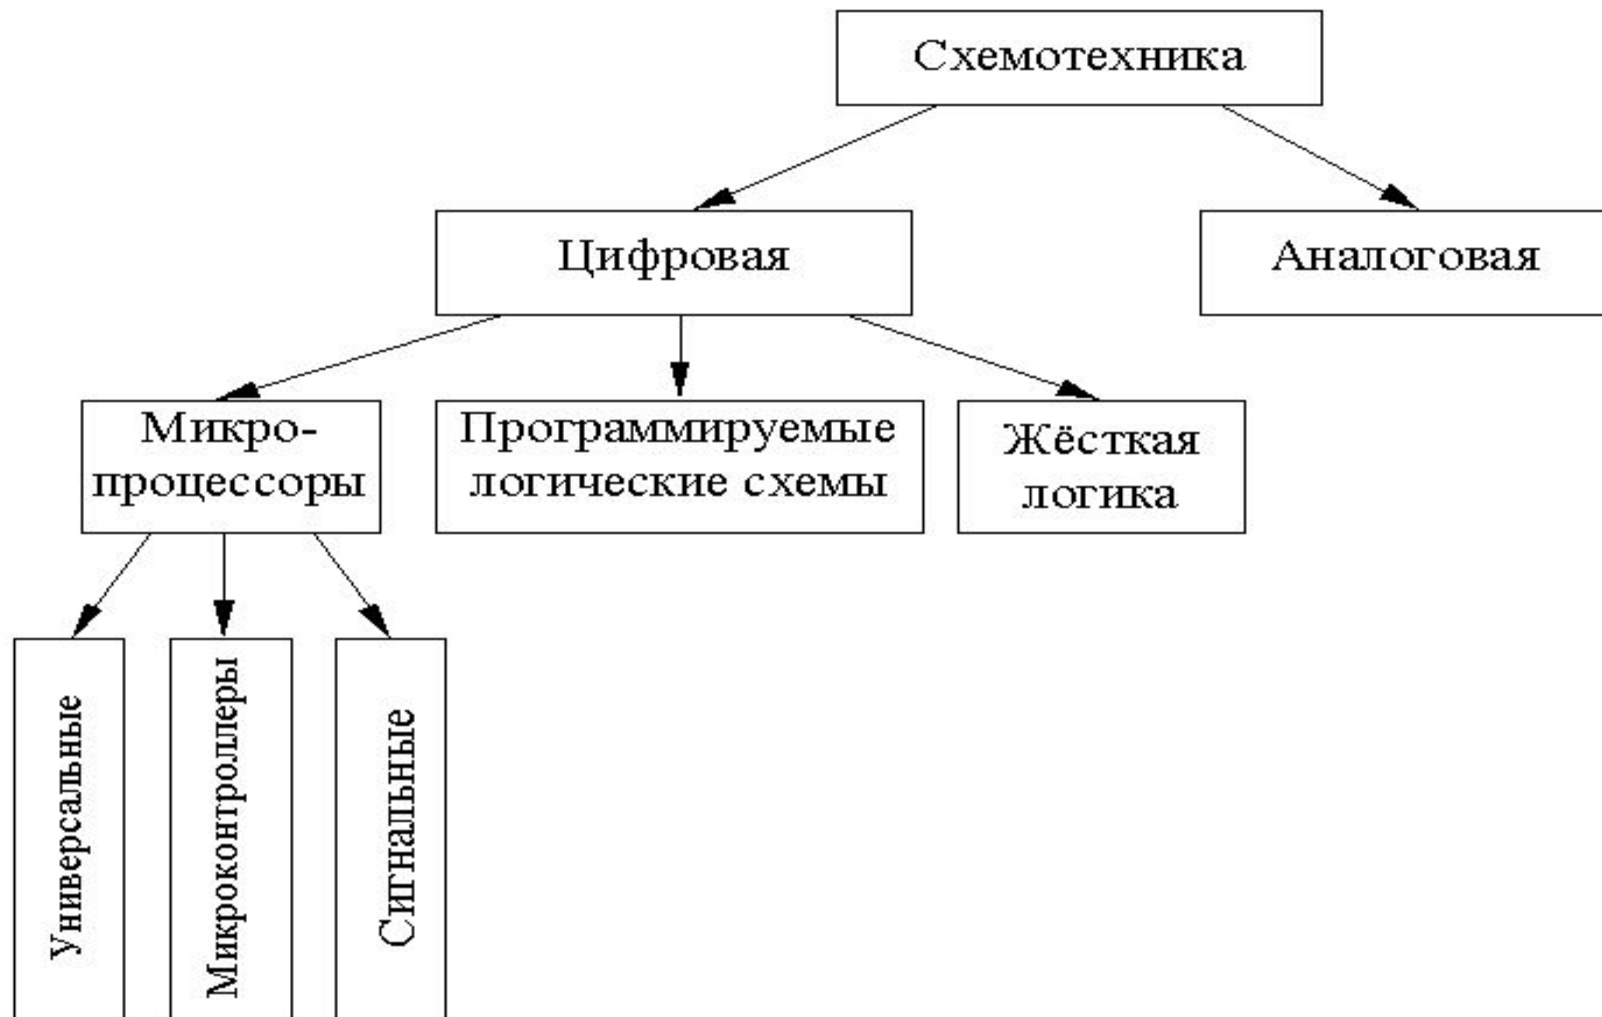 Схемотехника
Цифровая
Аналоговая
Микро-
процессоры
Программируемые
логические схемы
Жёсткая
логика
Универсальные
Микроконтроллеры
Сигнальные